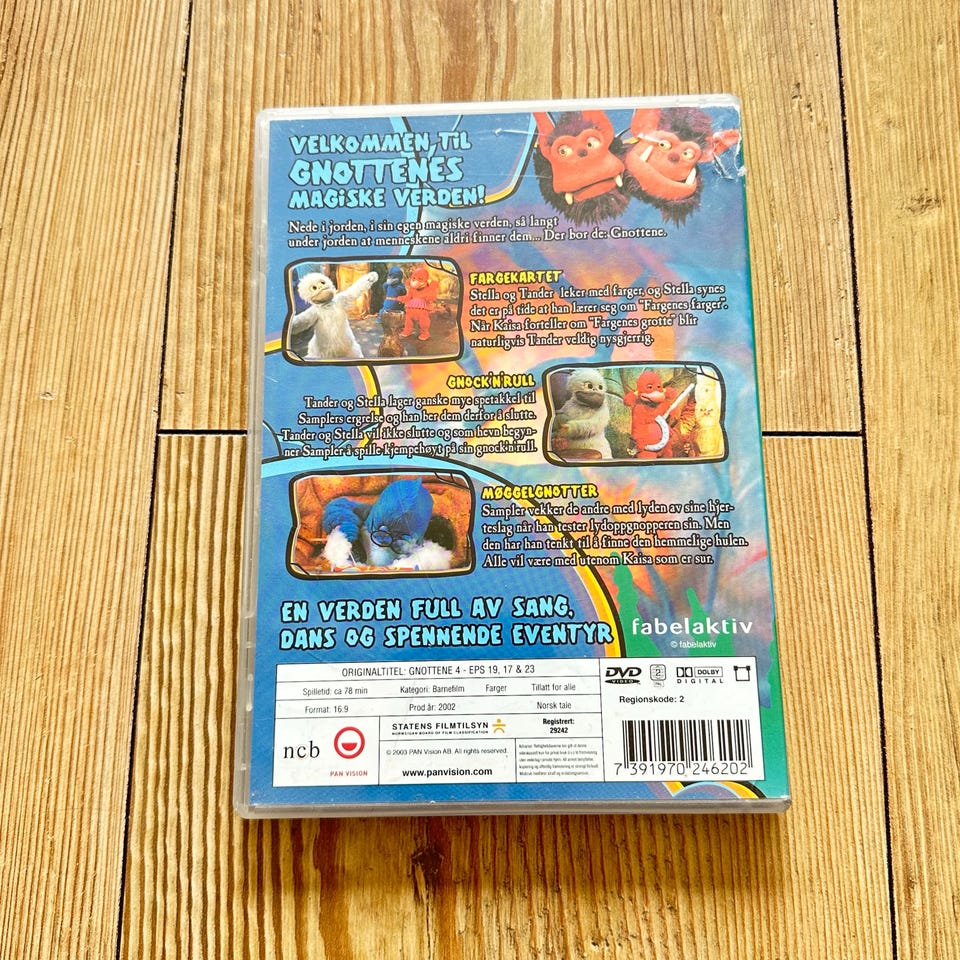 VELKOMMEN TIL
GNOTTENES
MAGISKE VERDEN!
Nede i jorden, i sin egen magiske verden, så langt
under jorden at menneskene aldri finner dem... Der bor de: Gnottene.
FARGEKARTET
Stella og Tander leker med farger, og Stella synes
det er på tide at han lærer seg om "Fargenes farger".
Når Kaisa forteller om "Fargenes grotte" blir
naturligvis Tander veldig nysgjerrig.
GNOCK'N'RULL
Tander og Stella lager ganske mye spetakkel til
Samplers ergrelse og han ber dem derfor å slutte.
Tander og Stella vil ikke slutte og som hevn begyn-
ner Sampler å spille kjempehøyt på sin gnock'n'rull.
MØGGELGNOTTER
Sampler vekker de andre med lyden av sine hjer-
teslag når han tester lydoppgnopperen sin. Men
den har han tenkt til å finne den hemmelige hulen.
Alle vil være med utenom Kaisa som er sur.
EN VERDEN FULL AV SANG,
DANS OG SPENNENDE EVENTYR
fabelaktiv
© fabelaktiv
ORIGINALTITEL: GNOTTENE 4 - EPS 19, 17 & 23
Spilletid: ca 78 min Kategori: Barnefilm Farger Tillatt for alle
Format: 16.9 Prod år: 2002 Norsk tale
DVD VIDEO 2 PAL DOLBY DIGITAL
Regionskode: 2
ncb PAN VISION
STATENS FILMTILSYN
NORWEGIAN BOARD OF FILM CLASSIFICATION
Registrert:
29242
© 2003 PAN Vision AB. All rights reserved.
www.panvision.com
7 391970 246202